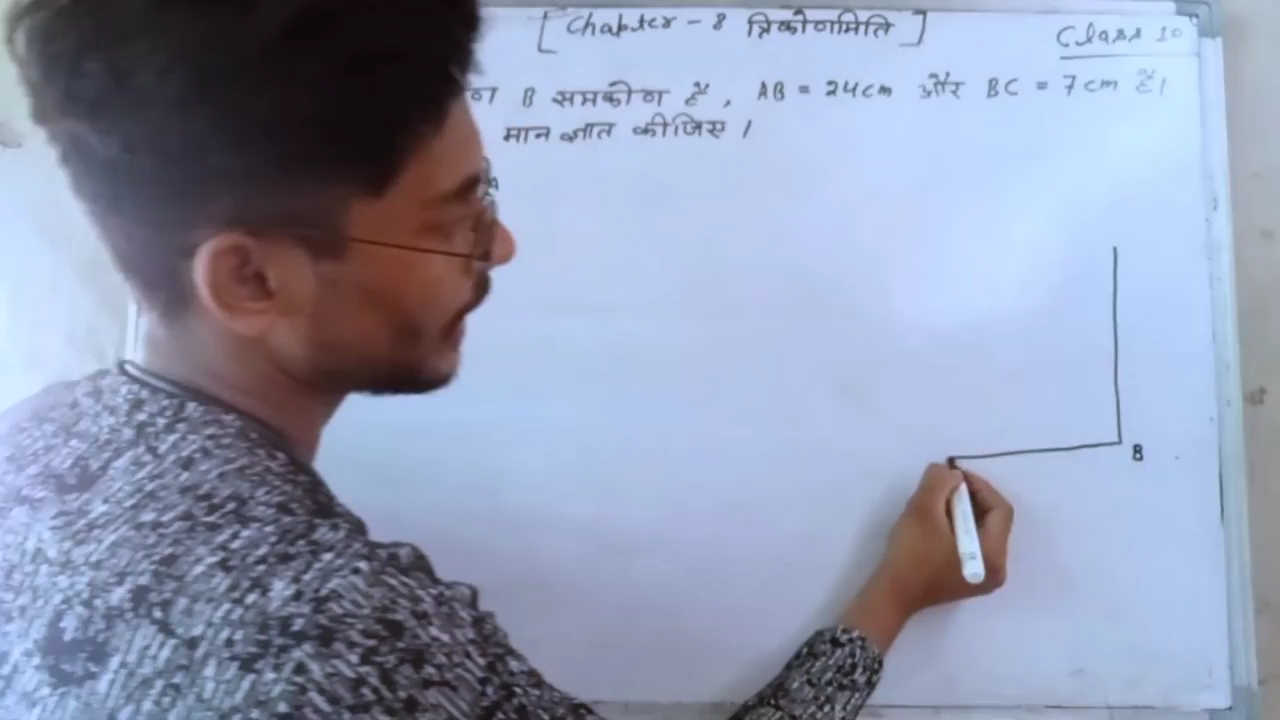 [ Chapter - 8 त्रिकोणमिति ]
Class 10
B समकोण है, AB = 24cm और BC = 7cm है।
मान ज्ञात कीजिए ।
B